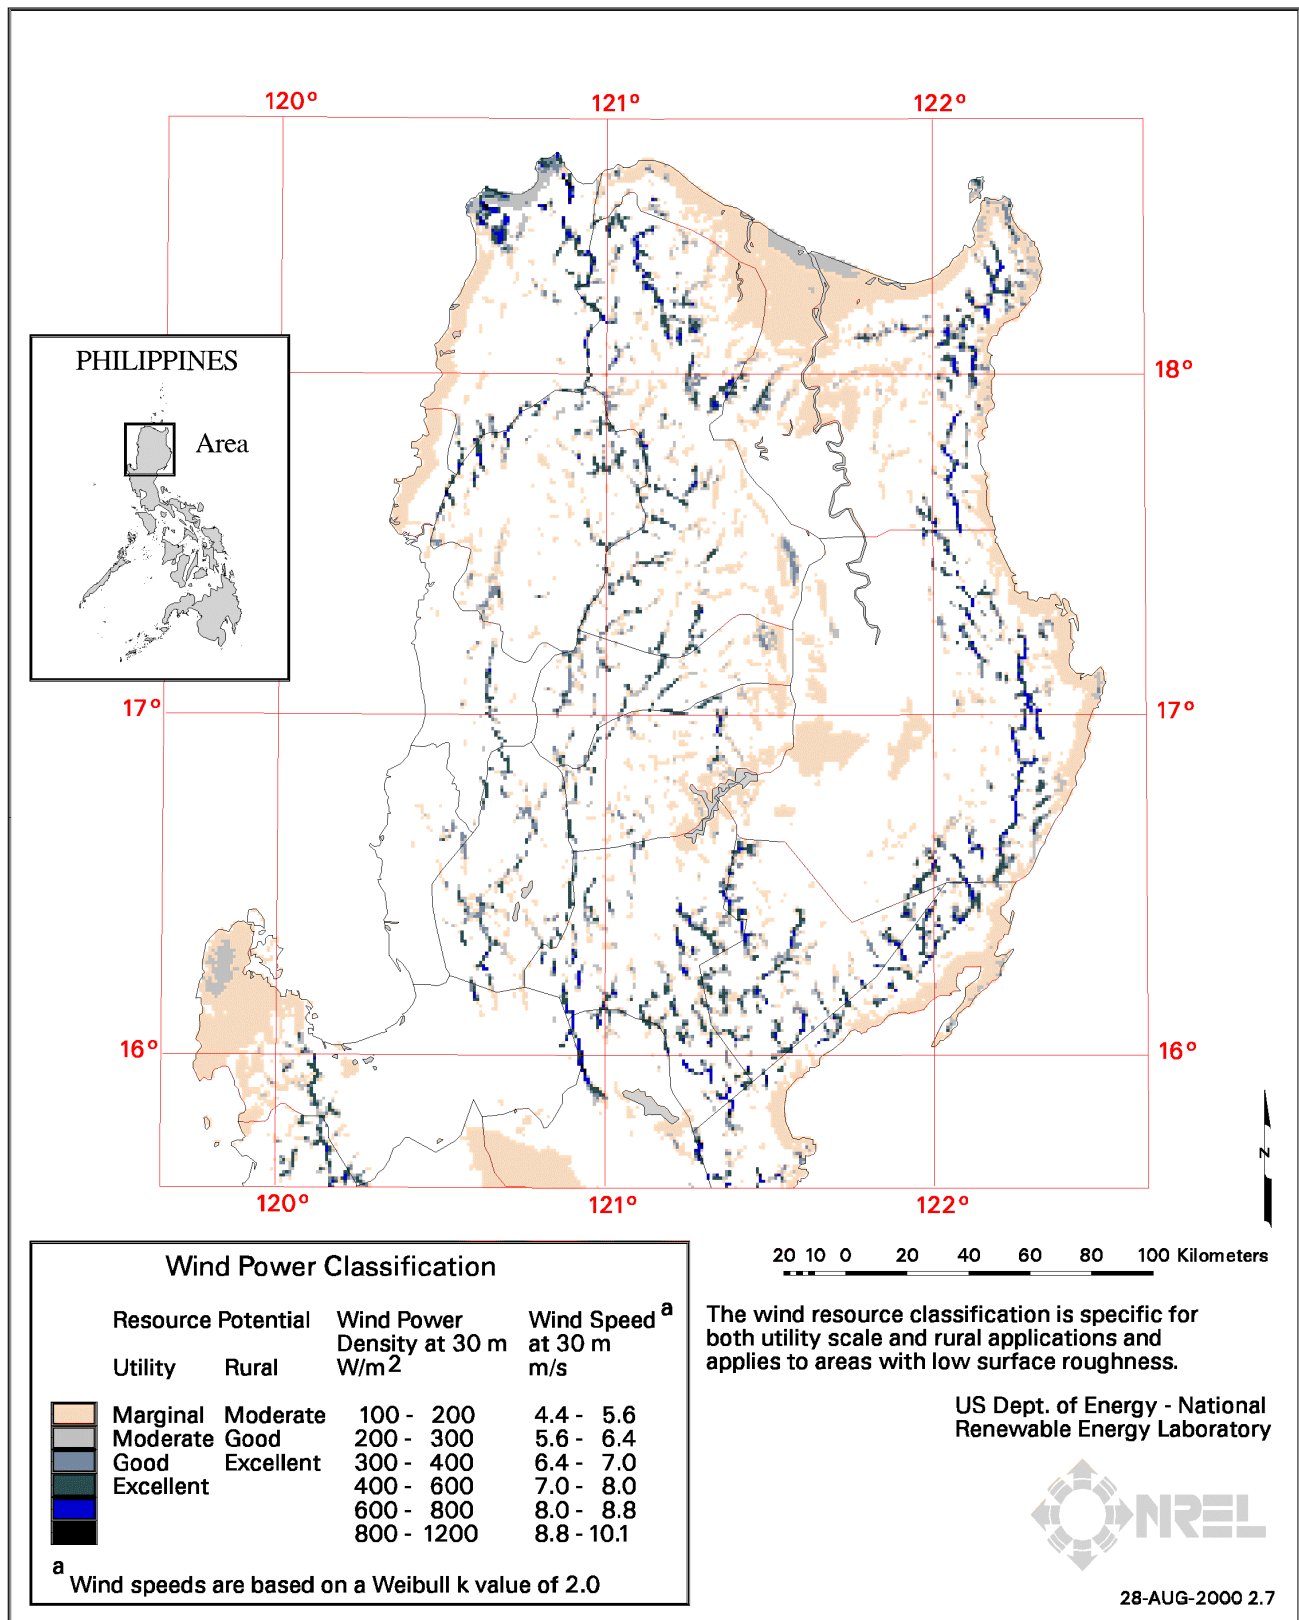 120° 121° 122°
PHILIPPINES
Area
18°
17° 17°
16° 16°
120° 121° 122°
N
Wind Power Classification
Resource Potential Wind Power Wind Speed a
Density at 30 m at 30 m
Utility Rural W/m2 m/s
Marginal Moderate 100 - 200 4.4 - 5.6
Moderate Good 200 - 300 5.6 - 6.4
Good Excellent 300 - 400 6.4 - 7.0
Excellent 400 - 600 7.0 - 8.0
600 - 800 8.0 - 8.8
800 - 1200 8.8 - 10.1
a Wind speeds are based on a Weibull k value of 2.0
20 10 0 20 40 60 80 100 Kilometers
The wind resource classification is specific for
both utility scale and rural applications and
applies to areas with low surface roughness.
US Dept. of Energy - National
Renewable Energy Laboratory
NREL
28-AUG-2000 2.7